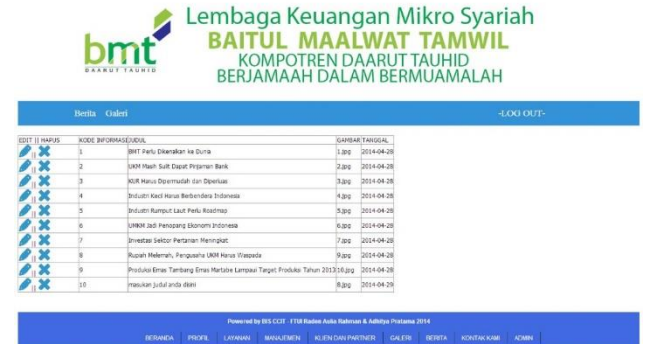 Lembaga Keuangan Mikro Syariah
bmt
BAITUL MAALWAT TAMWIL
DAARUT TAUHID
KOMPOTREN DAARUT TAUHID
BERJAMAAH DALAM BERMUAMALAH
Berita Galeri -LOG OUT-
EDIT || HAPUS KODE INFORMASI JUDUL GAMBAR TANGGAL
|| 1 BMT Perlu Dikenalkan ke Dunia 1.jpg 2014-04-28
|| 2 UKM Masih Sulit Dapat Pinjaman Bank 2.jpg 2014-04-28
|| 3 KUR Harus Dipermudah dan Diperluas 3.jpg 2014-04-28
|| 4 Industri Kecil Harus Berbendera Indonesia 4.jpg 2014-04-28
|| 5 Industri Rumput Laut Perlu Roadmap 5.jpg 2014-04-28
|| 6 UMKM Jadi Penopang Ekonomi Indonesia 6.jpg 2014-04-28
|| 7 Investasi Sektor Pertanian Meningkat 7.jpg 2014-04-28
|| 8 Rupiah Melemah, Pengusaha UKM Harus Waspada 9.jpg 2014-04-28
|| 9 Produksi Emas Tambang Emas Martabe Lampaui Target Produksi Tahun 2013 10.jpg 2014-04-28
|| 10 masukan judul anda disini 8.jpg 2014-04-29
Powered by BIS CCIT - FTUI Raden Aulia Rahman & Adhitya Pratama 2014
BERANDA PROFIL LAYANAN MANAJEMEN KLIEN DAN PARTNER GALERI BERITA KONTAK KAMI ADMIN